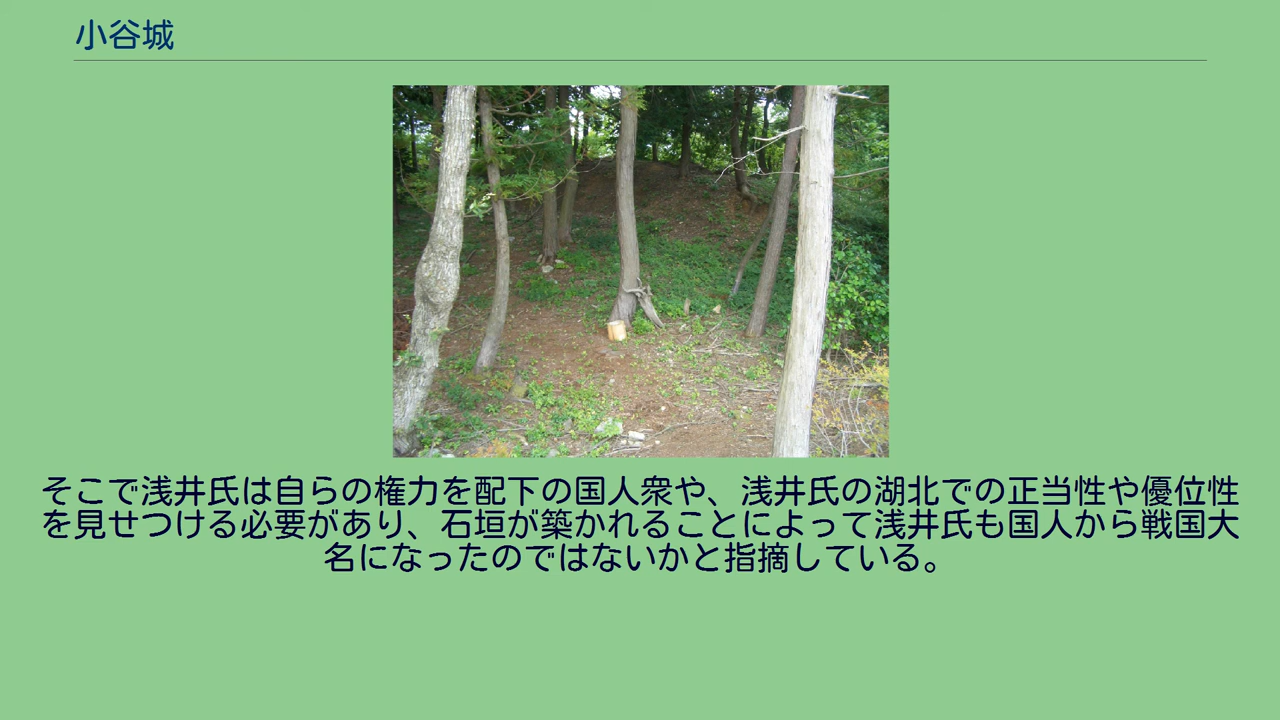 小谷城
そこで浅井氏は自らの権力を配下の国人衆や、浅井氏の湖北での正当性や優位性
を見せつける必要があり、石垣が築かれることによって浅井氏も国人から戦国大
名になったのではないかと指摘している。